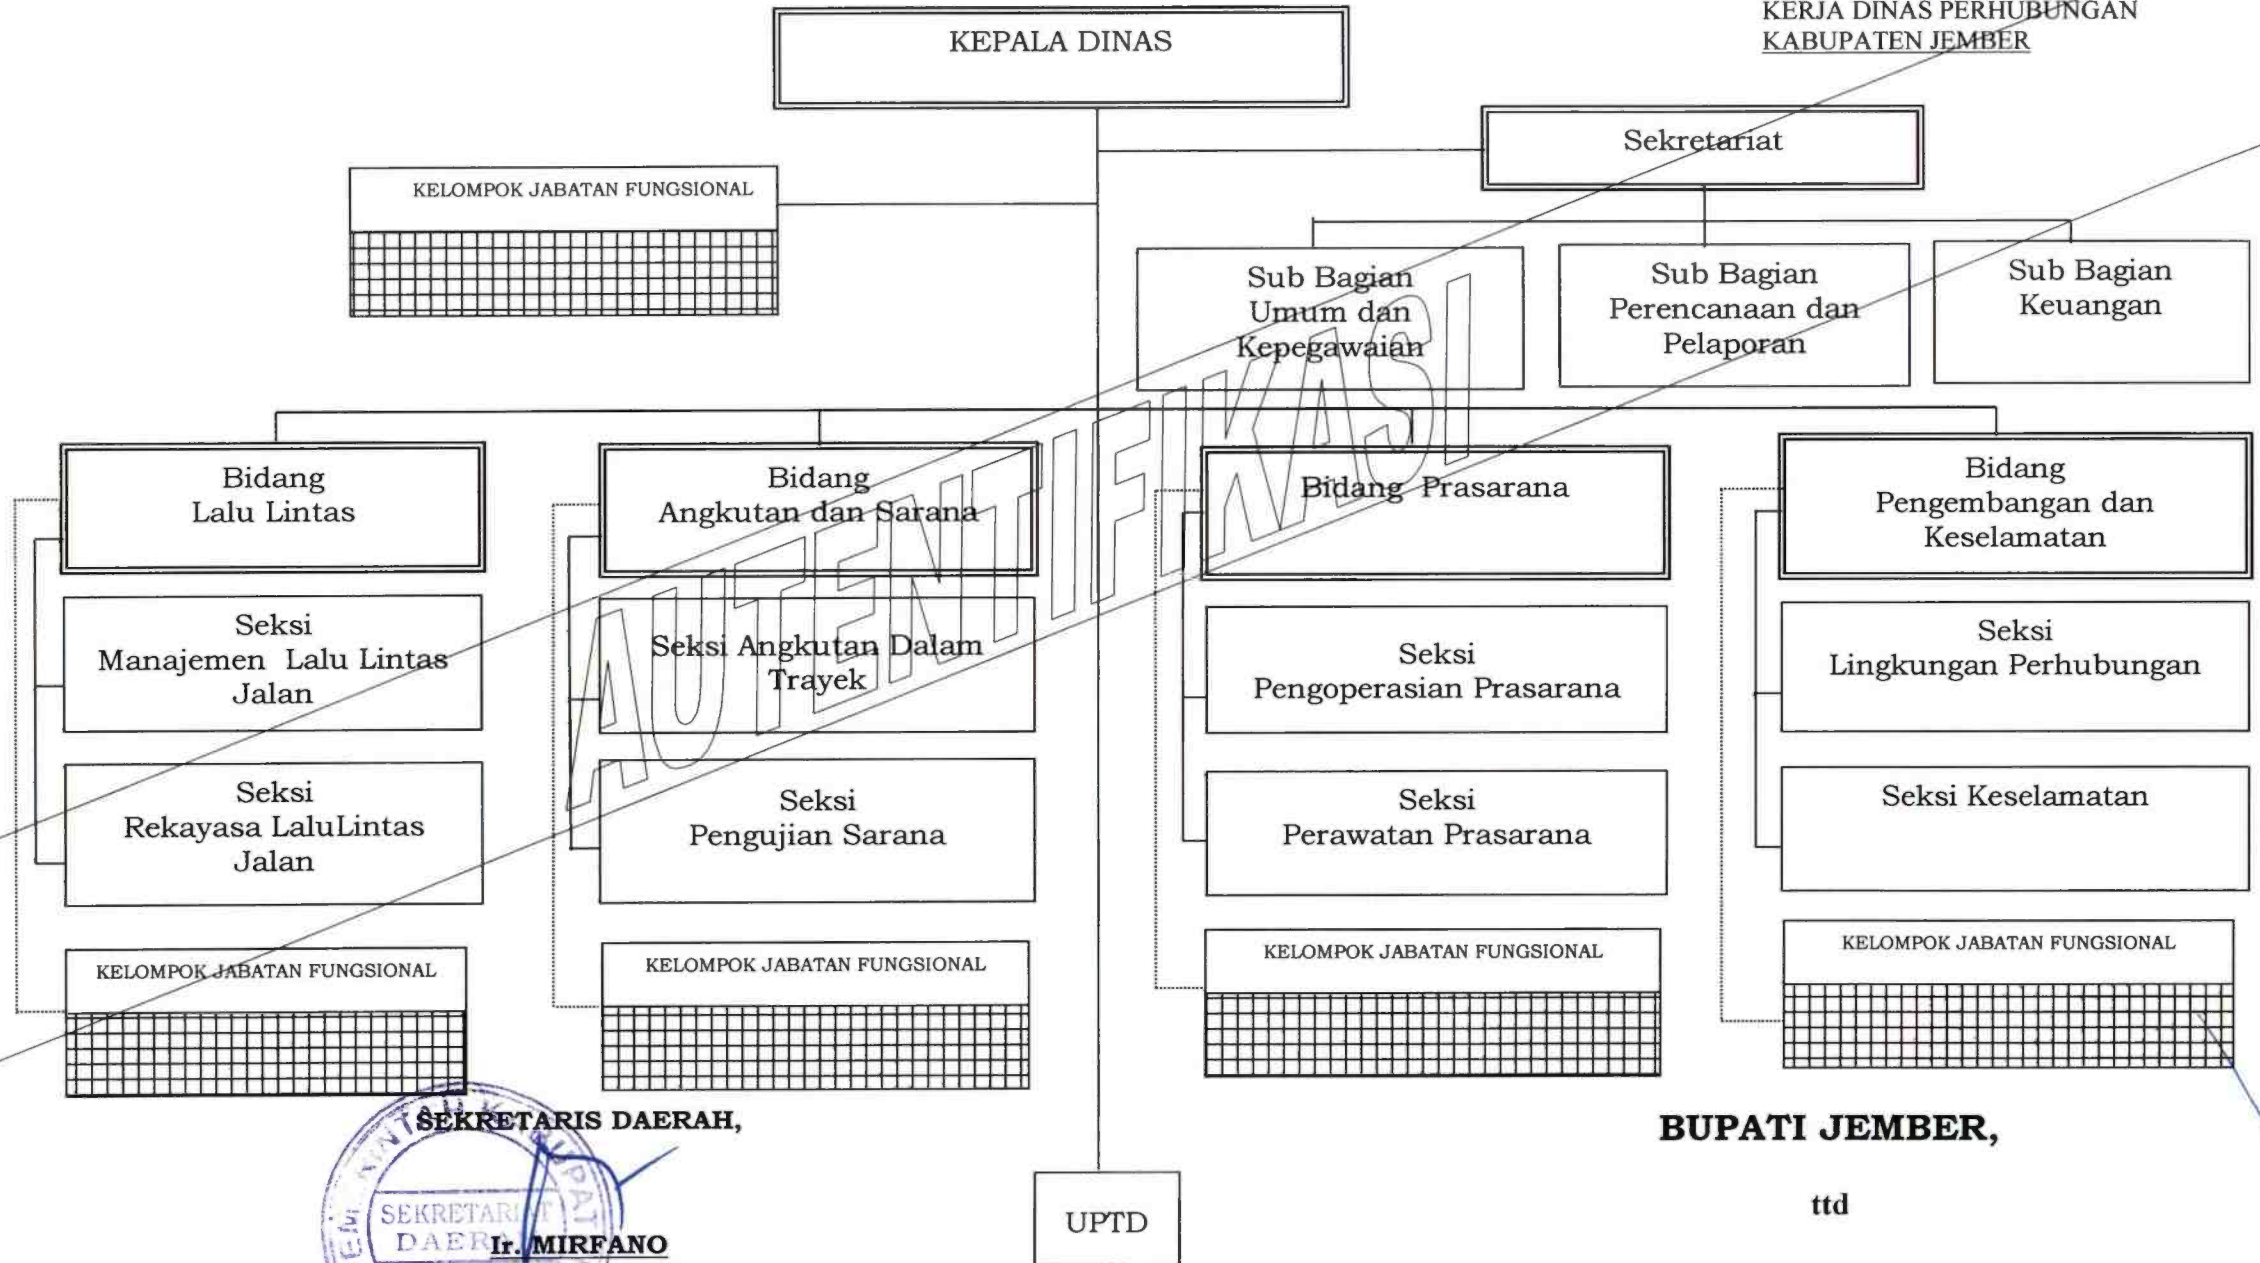 KERJA DINAS PERHUBUNGAN
KABUPATEN JEMBER
KEPALA DINAS
Sekretariat
KELOMPOK JABATAN FUNGSIONAL
Sub Bagian
Umum dan
Kepegawaian
Sub Bagian
Perencanaan dan
Pelaporan
Sub Bagian
Keuangan
AUTENTIFIKASI
Bidang
Lalu Lintas
Bidang
Angkutan dan Sarana
Bidang Prasarana
Bidang
Pengembangan dan
Keselamatan
Seksi
Manajemen Lalu Lintas
Jalan
Seksi Angkutan Dalam
Trayek
Seksi
Pengoperasian Prasarana
Seksi
Lingkungan Perhubungan
Seksi
Rekayasa LaluLintas
Jalan
Seksi
Pengujian Sarana
Seksi
Perawatan Prasarana
Seksi Keselamatan
KELOMPOK JABATAN FUNGSIONAL
KELOMPOK JABATAN FUNGSIONAL
KELOMPOK JABATAN FUNGSIONAL
KELOMPOK JABATAN FUNGSIONAL
SEKRETARIS DAERAH,
SEKRETARIAT
DAERAH
Ir. MIRFANO
UPTD
BUPATI JEMBER,
ttd